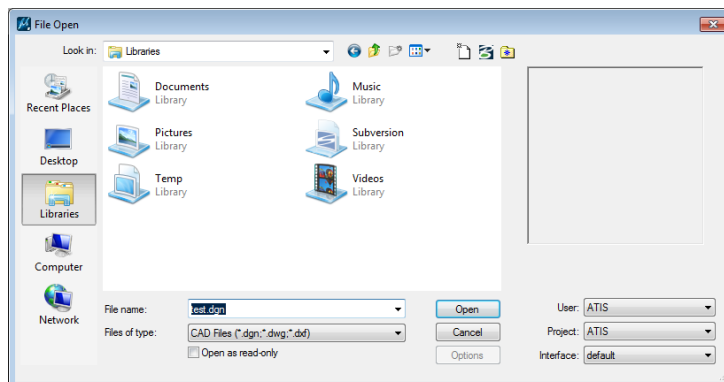 File Open
Look in: Libraries
Recent Places
Desktop
Libraries
Computer
Network
Documents
Library
Music
Library
Pictures
Library
Subversion
Library
Temp
Library
Videos
Library
File name: test.dgn Open
Files of type: CAD Files (*.dgn;*.dwg;*.dxf) Cancel
Open as read-only Options
User: ATIS
Project: ATIS
Interface: default